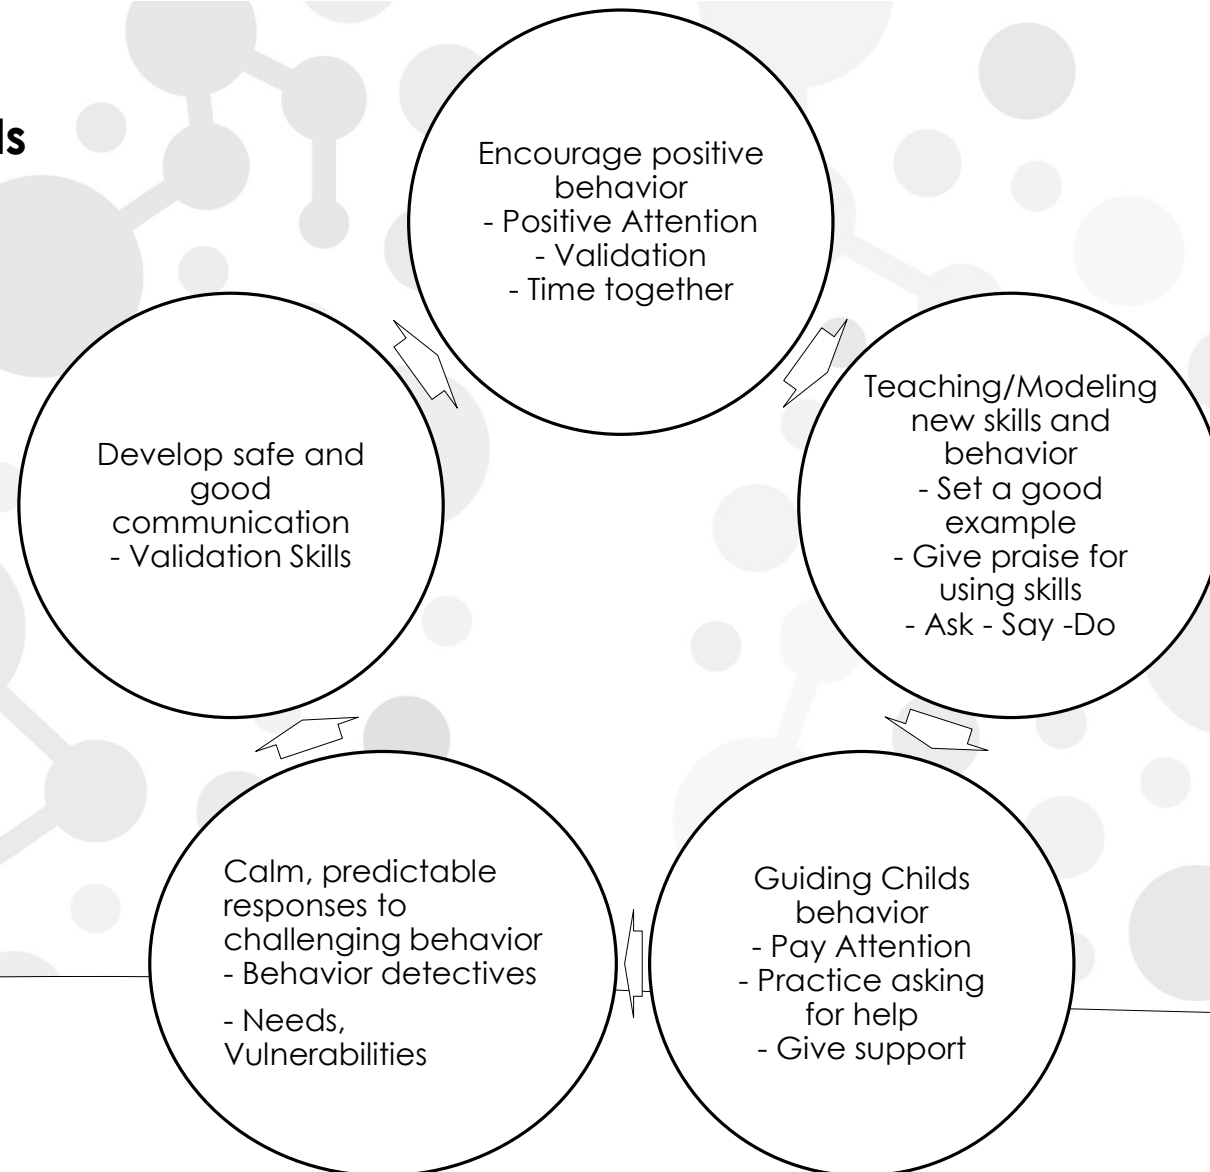 ls
Encourage positive
behavior
- Positive Attention
- Validation
- Time together
Teaching/Modeling
new skills and
behavior
- Set a good
example
- Give praise for
using skills
- Ask - Say -Do
Guiding Childs
behavior
- Pay Attention
- Practice asking
for help
- Give support
Calm, predictable
responses to
challenging behavior
- Behavior detectives
- Needs,
Vulnerabilities
Develop safe and
good
communication
- Validation Skills